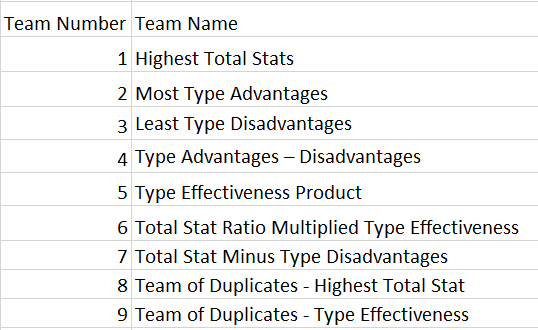 Team Number Team Name
1 Highest Total Stats
2 Most Type Advantages
3 Least Type Disadvantages
4 Type Advantages – Disadvantages
5 Type Effectiveness Product
6 Total Stat Ratio Multiplied Type Effectiveness
7 Total Stat Minus Type Disadvantages
8 Team of Duplicates - Highest Total Stat
9 Team of Duplicates - Type Effectiveness